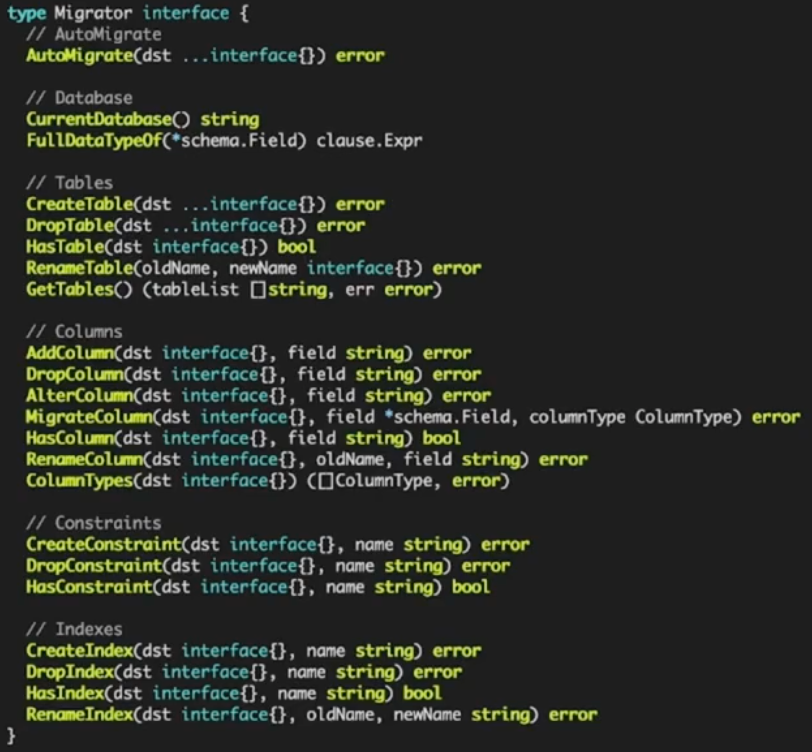 type Migrator interface {
  // AutoMigrate
  AutoMigrate(dst ...interface{}) error

  // Database
  CurrentDatabase() string
  FullDataTypeOf(*schema.Field) clause.Expr

  // Tables
  CreateTable(dst ...interface{}) error
  DropTable(dst ...interface{}) error
  HasTable(dst interface{}) bool
  RenameTable(oldName, newName interface{}) error
  GetTables() (tableList []string, err error)

  // Columns
  AddColumn(dst interface{}, field string) error
  DropColumn(dst interface{}, field string) error
  AlterColumn(dst interface{}, field string) error
  MigrateColumn(dst interface{}, field *schema.Field, columnType ColumnType) error
  HasColumn(dst interface{}, field string) bool
  RenameColumn(dst interface{}, oldName, field string) error
  ColumnTypes(dst interface{}) ([]ColumnType, error)

  // Constraints
  CreateConstraint(dst interface{}, name string) error
  DropConstraint(dst interface{}, name string) error
  HasConstraint(dst interface{}, name string) bool

  // Indexes
  CreateIndex(dst interface{}, name string) error
  DropIndex(dst interface{}, name string) error
  HasIndex(dst interface{}, name string) bool
  RenameIndex(dst interface{}, oldName, newName string) error
}